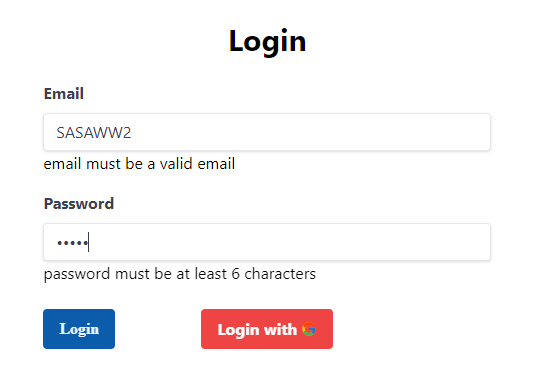 Login
Email
SASAWW2
email must be a valid email
Password
•••••
password must be at least 6 characters
Login
Login with